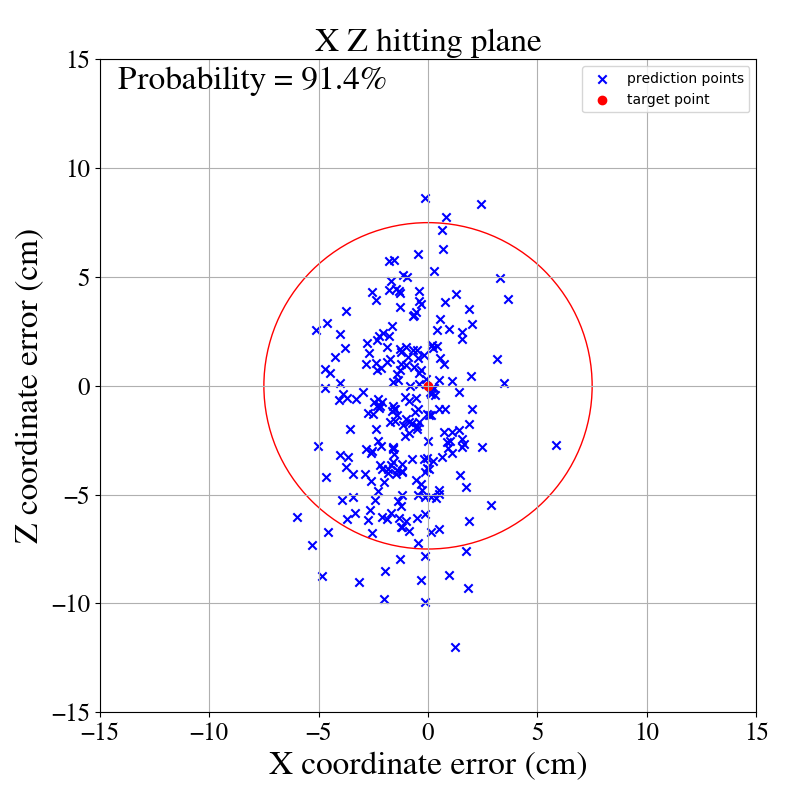 X Z hitting plane
Probability = 91.4%
prediction points
target point
15
10
5
0
−5
−10
−15
Z coordinate error (cm)
−15 −10 −5 0 5 10 15
X coordinate error (cm)